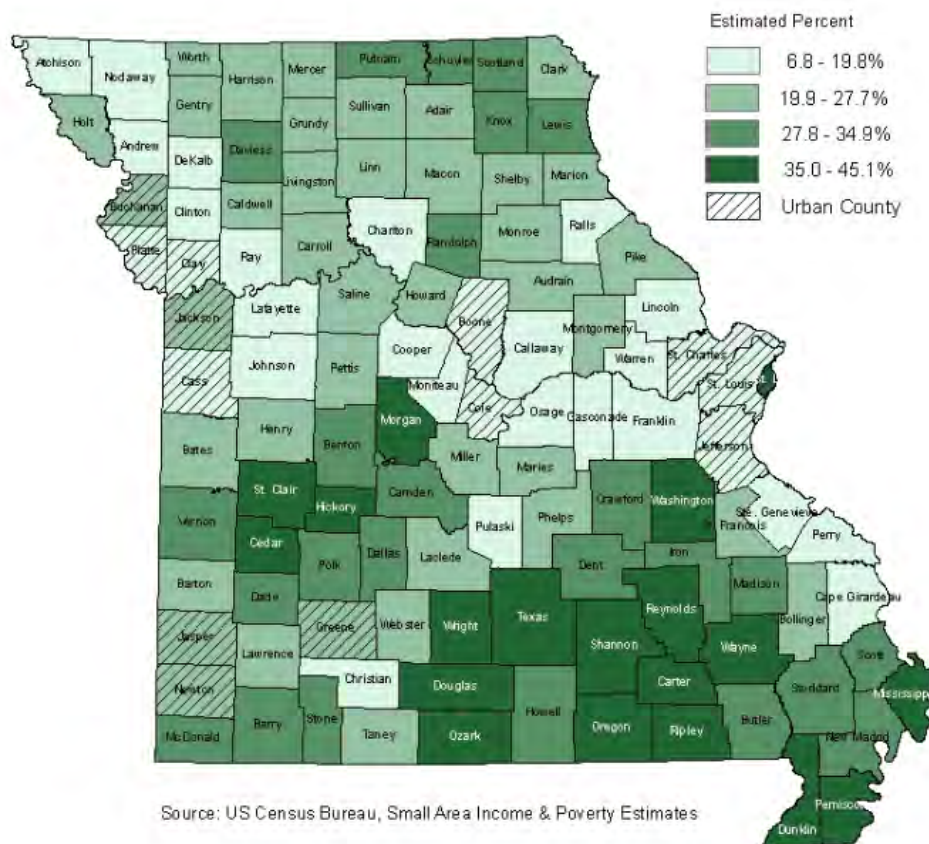 Estimated Percent
6.8 - 19.8%
19.9 - 27.7%
27.8 - 34.9%
35.0 - 45.1%
Urban County
Atchison
Nodaway
Worth
Harrison
Mercer
Putnam
Schuyler
Scotland
Clark
Holt
Gentry
Sullivan
Adair
Knox
Lewis
Andrew
DeKalb
Daviess
Grundy
Linn
Macon
Shelby
Marion
Buchanan
Clinton
Caldwell
Livingston
Chariton
Randolph
Monroe
Ralls
Platte
Clay
Ray
Carroll
Pike
Audrain
Saline
Howard
Boone
Lincoln
Jackson
Lafayette
Callaway
Montgomery
Warren
St. Charles
Cooper
St. Louis
Cass
Johnson
Pettis
Moniteau
Cole
Osage
Gasconade
Franklin
Morgan
Jefferson
Bates
Henry
Benton
Miller
Maries
St. Clair
Hickory
Camden
Pulaski
Phelps
Crawford
Washington
Ste. Genevieve
Francois
Perry
Vernon
Cedar
Polk
Dallas
Laclede
Dent
Iron
Madison
Cape Girardeau
Barton
Dade
Bollinger
Reynolds
Texas
Wright
Webster
Greene
Jasper
Lawrence
Shannon
Wayne
Scott
Christian
Douglas
Carter
Stoddard
Mississippi
Newton
McDonald
Barry
Stone
Taney
Ozark
Howell
Oregon
Ripley
Butler
New Madrid
Pemiscot
Dunklin
Source: US Census Bureau, Small Area Income & Poverty Estimates